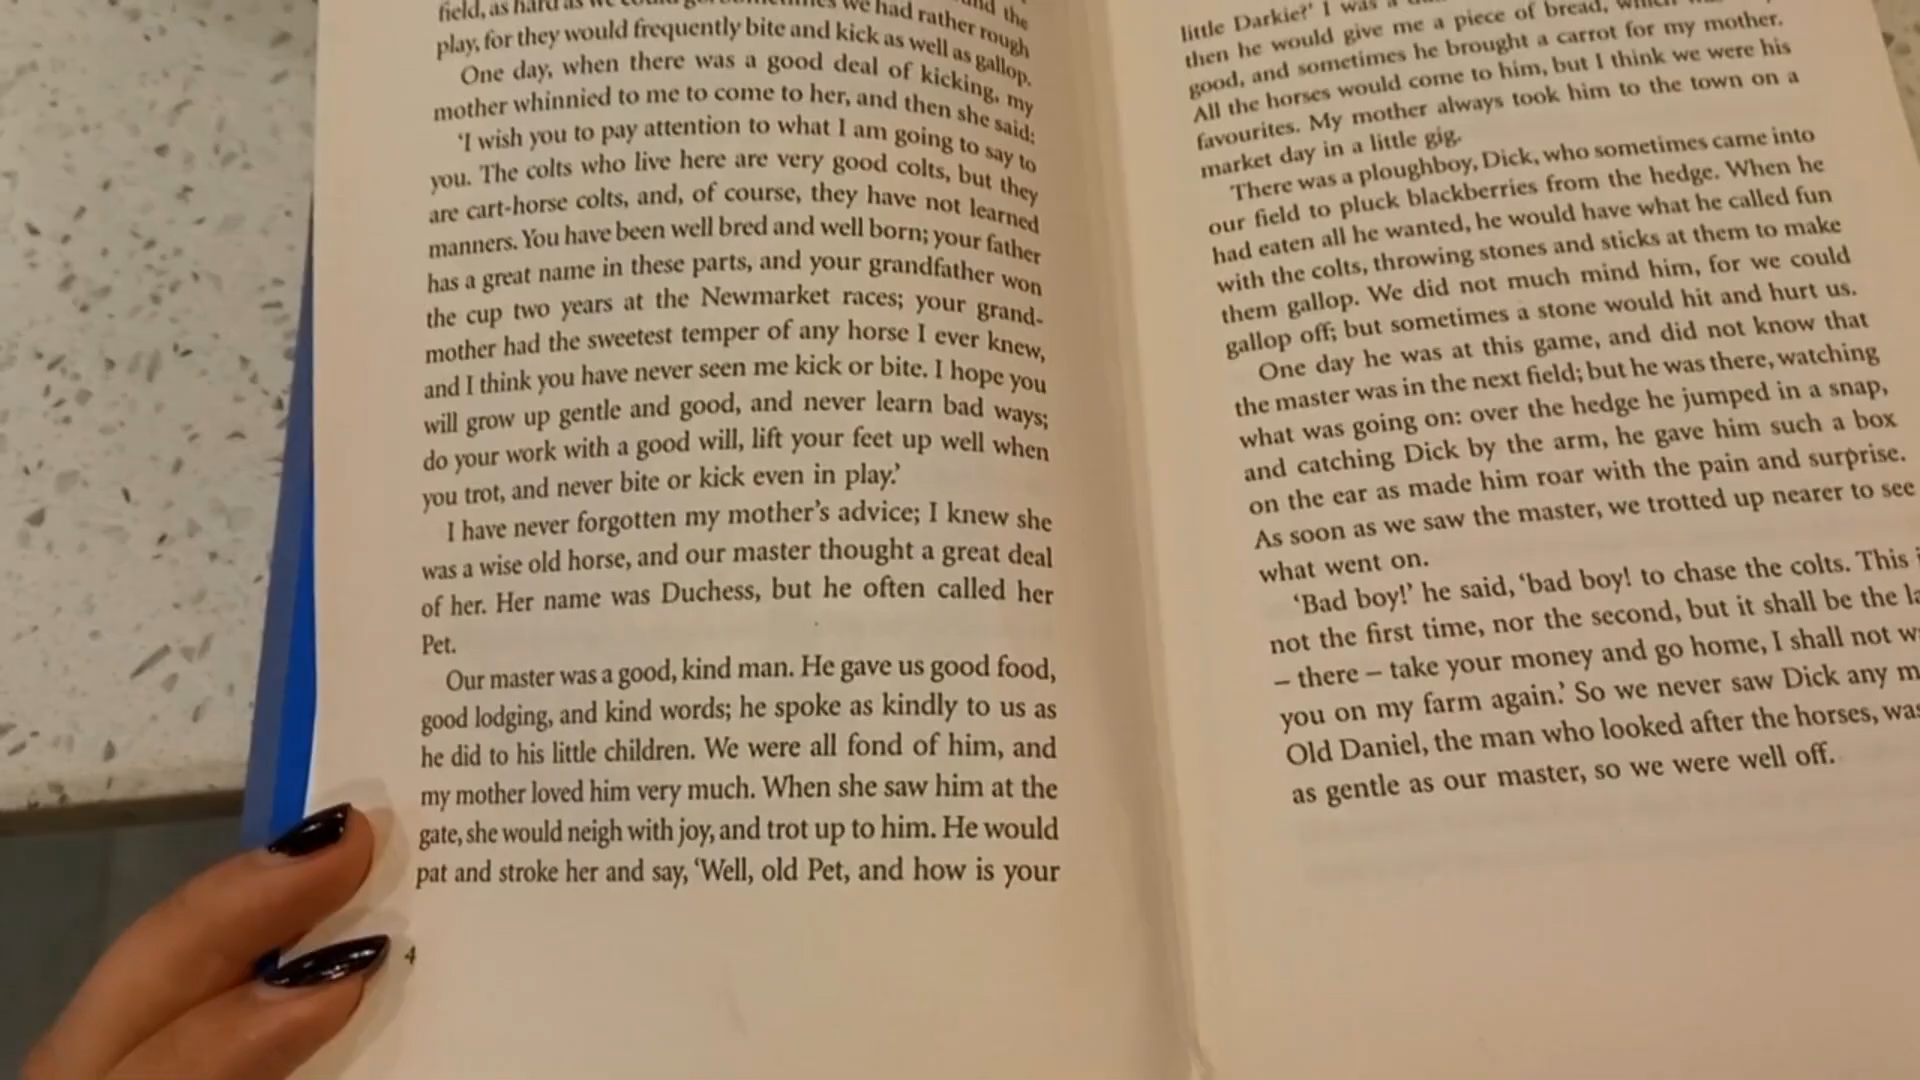 field, as hard as we could go. Sometimes we had rather rough
play, for they would frequently bite and kick as well as gallop.
One day, when there was a good deal of kicking, my
mother whinnied to me to come to her, and then she said:
‘I wish you to pay attention to what I am going to say to
you. The colts who live here are very good colts, but they
are cart-horse colts, and, of course, they have not learned
manners. You have been well bred and well born; your father
has a great name in these parts, and your grandfather won
the cup two years at the Newmarket races; your grand-
mother had the sweetest temper of any horse I ever knew,
and I think you have never seen me kick or bite. I hope you
will grow up gentle and good, and never learn bad ways;
do your work with a good will, lift your feet up well when
you trot, and never bite or kick even in play.’
I have never forgotten my mother’s advice; I knew she
was a wise old horse, and our master thought a great deal
of her. Her name was Duchess, but he often called her
Pet.
Our master was a good, kind man. He gave us good food,
good lodging, and kind words; he spoke as kindly to us as
he did to his little children. We were all fond of him, and
my mother loved him very much. When she saw him at the
gate, she would neigh with joy, and trot up to him. He would
pat and stroke her and say, ‘Well, old Pet, and how is your
4
little Darkie?’ I was a
then he would give me a piece of bread,
good, and sometimes he brought a carrot for my mother.
All the horses would come to him, but I think we were his
favourites. My mother always took him to the town on a
market day in a little gig.
There was a ploughboy, Dick, who sometimes came into
our field to pluck blackberries from the hedge. When he
had eaten all he wanted, he would have what he called fun
with the colts, throwing stones and sticks at them to make
them gallop. We did not much mind him, for we could
gallop off; but sometimes a stone would hit and hurt us.
One day he was at this game, and did not know that
the master was in the next field; but he was there, watching
what was going on: over the hedge he jumped in a snap,
and catching Dick by the arm, he gave him such a box
on the ear as made him roar with the pain and surprise.
As soon as we saw the master, we trotted up nearer to see
what went on.
‘Bad boy!’ he said, ‘bad boy! to chase the colts. This
not the first time, nor the second, but it shall be the
– there – take your money and go home, I shall not
you on my farm again.’ So we never saw Dick any
Old Daniel, the man who looked after the horses, was
as gentle as our master, so we were well off.